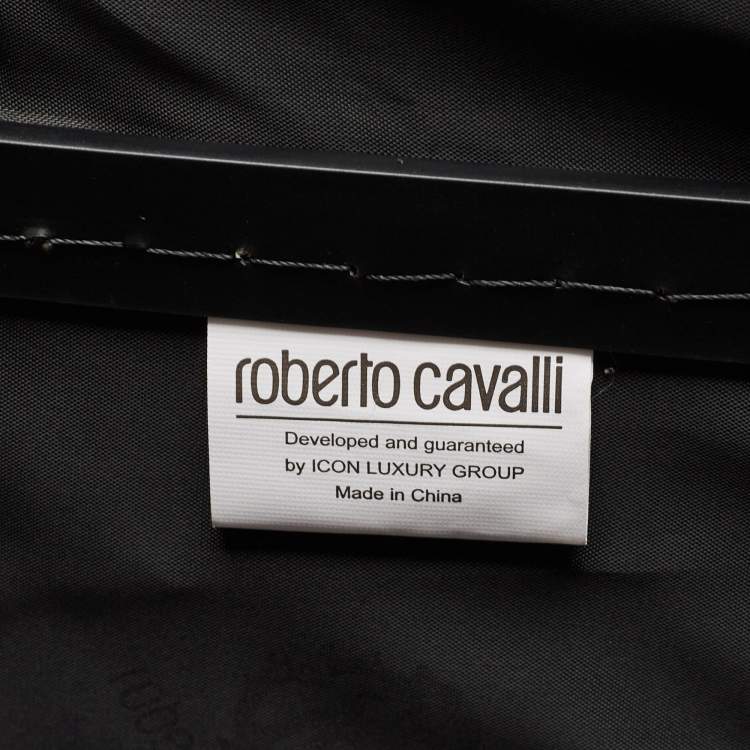 roberto cavalli
Developed and guaranteed
by ICON LUXURY GROUP
Made in China